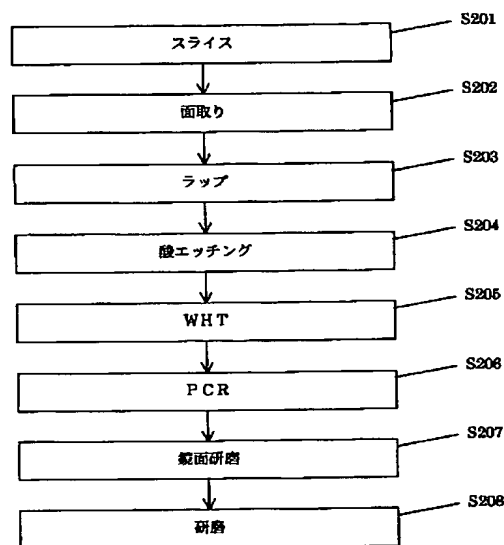 S201
スライス
S202
面取り
S203
ラップ
S204
酸エッチング
S205
WHT
S206
PCR
S207
鏡面研磨
S208
研磨